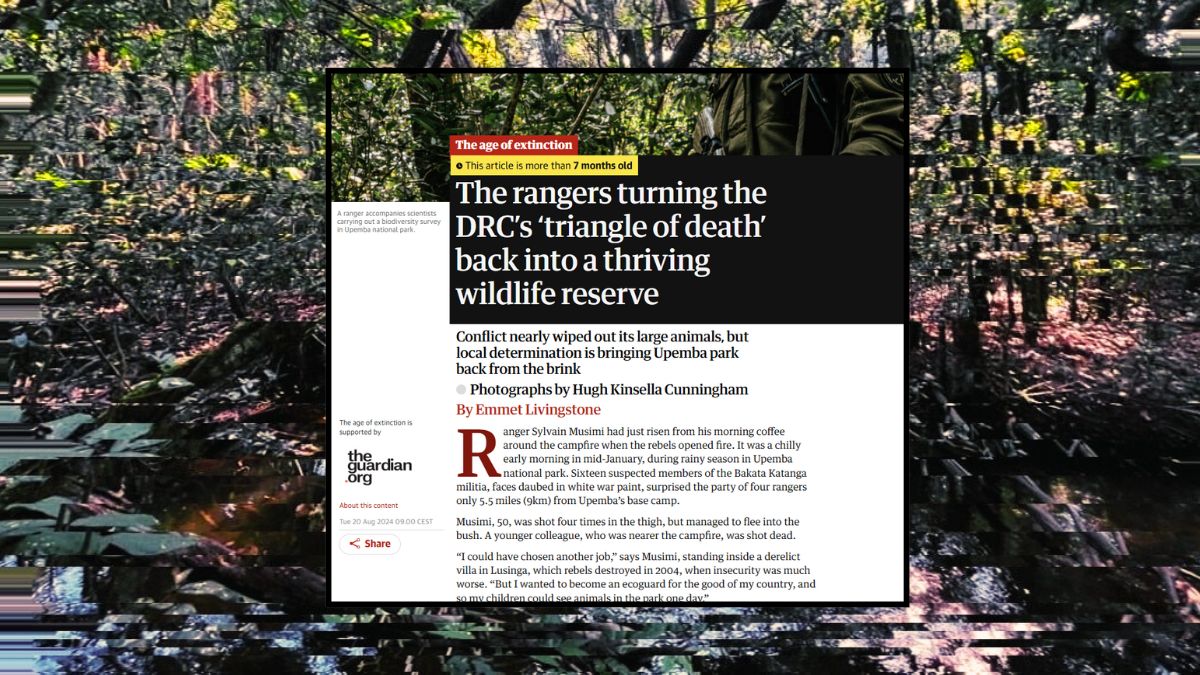 The age of extinction
This article is more than 7 months old
The rangers turning the
DRC's 'triangle of death'
back into a thriving
wildlife reserve
A ranger accompanies scientists
carrying out a biodiversity survey
in Upemba national park.
Conflict nearly wiped out its large animals, but
local determination is bringing Upemba park
back from the brink
Photographs by Hugh Kinsella Cunningham
By Emmet Livingstone
The age of extinction is
supported by
the
guardian
.org
About this content
Tue 20 Aug 2024 09.00 CEST
Share
Ranger Sylvain Musimi had just risen from his morning coffee
around the campfire when the rebels opened fire. It was a chilly
early morning in mid-January, during rainy season in Upemba
national park. Sixteen suspected members of the Bakata Katanga
militia, faces daubed in white war paint, surprised the party of four rangers
only 5.5 miles (9km) from Upemba's base camp.
Musimi, 50, was shot four times in the thigh, but managed to flee into the
bush. A younger colleague, who was nearer the campfire, was shot dead.
“I could have chosen another job,” says Musimi, standing inside a derelict
villa in Lusinga, which rebels destroyed in 2004, when insecurity was much
worse. “But I wanted to become an ecoguard for the good of my country, and
so my children could see animals in the park one day.”